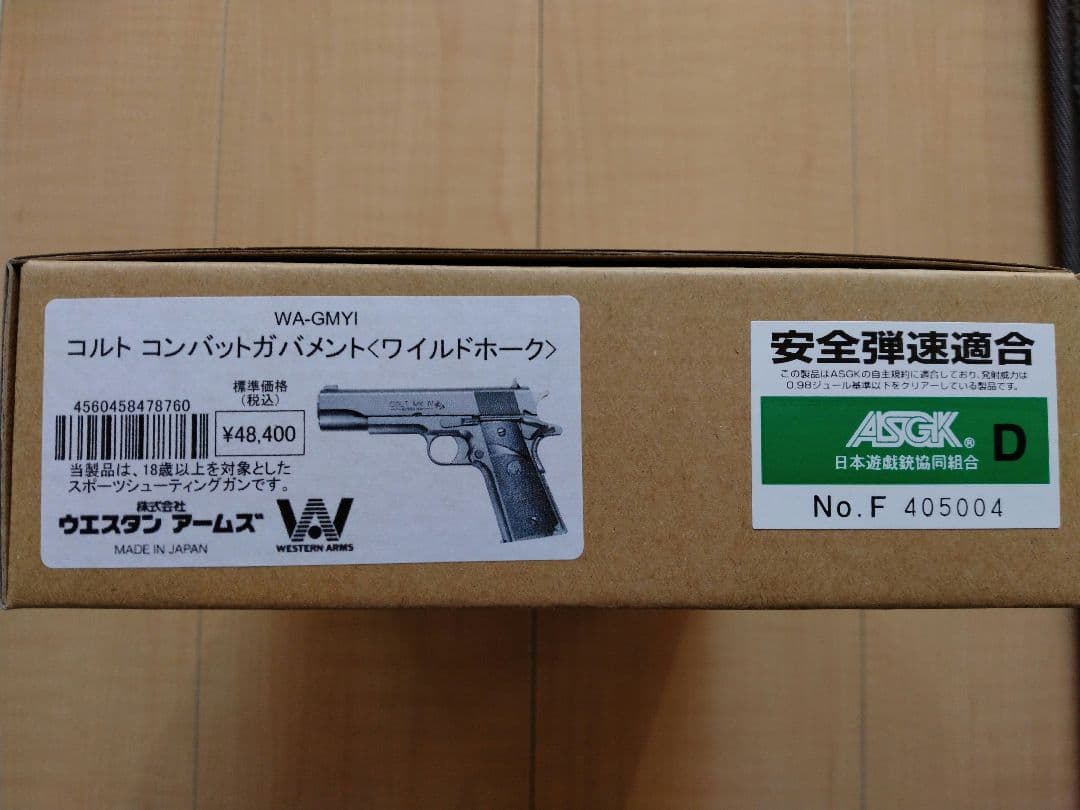 WA-GMYI
コルト コンバットガバメント<ワイルドホーク>
標準価格
(税込)
4560458478760
¥48,400
当製品は、18歳以上を対象とした
スポーツシューティングガンです。
株式会社
ウエスタン アームズ
MADE IN JAPAN
WESTERN ARMS
安全弾速適合
この製品はASGKの自主規約に適合しており、発射威力は
0.98ジュール基準以下をクリアーしている製品です。
ASGK®
D
日本遊戯銃協同組合
No.F 405004